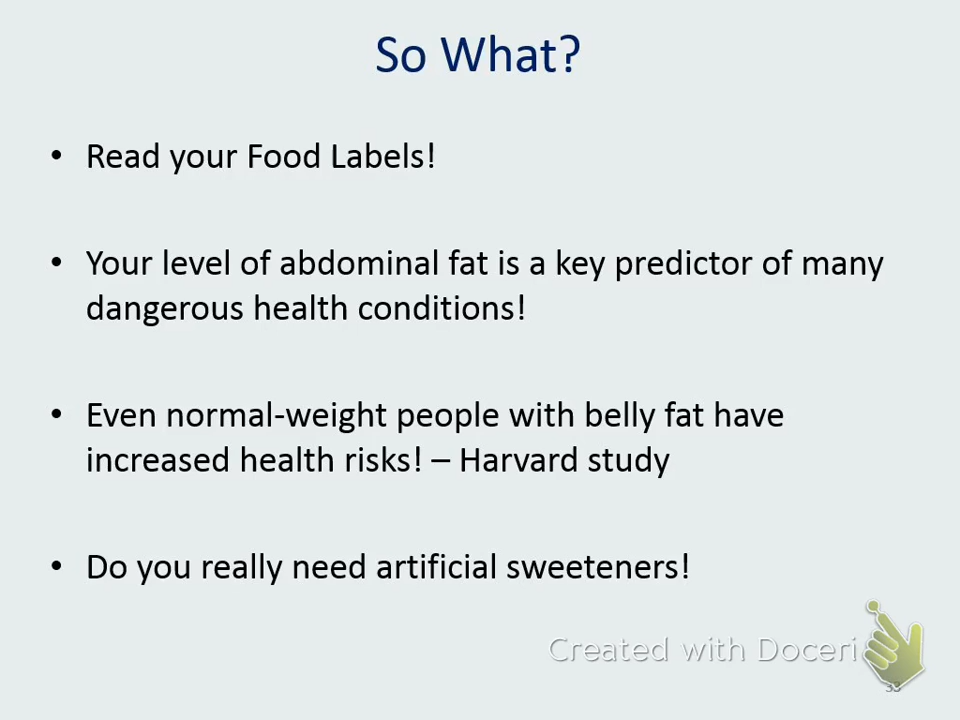 So What?
• Read your Food Labels!
• Your level of abdominal fat is a key predictor of many
dangerous health conditions!
• Even normal-weight people with belly fat have
increased health risks! – Harvard study
• Do you really need artificial sweeteners!
Created with Doceri